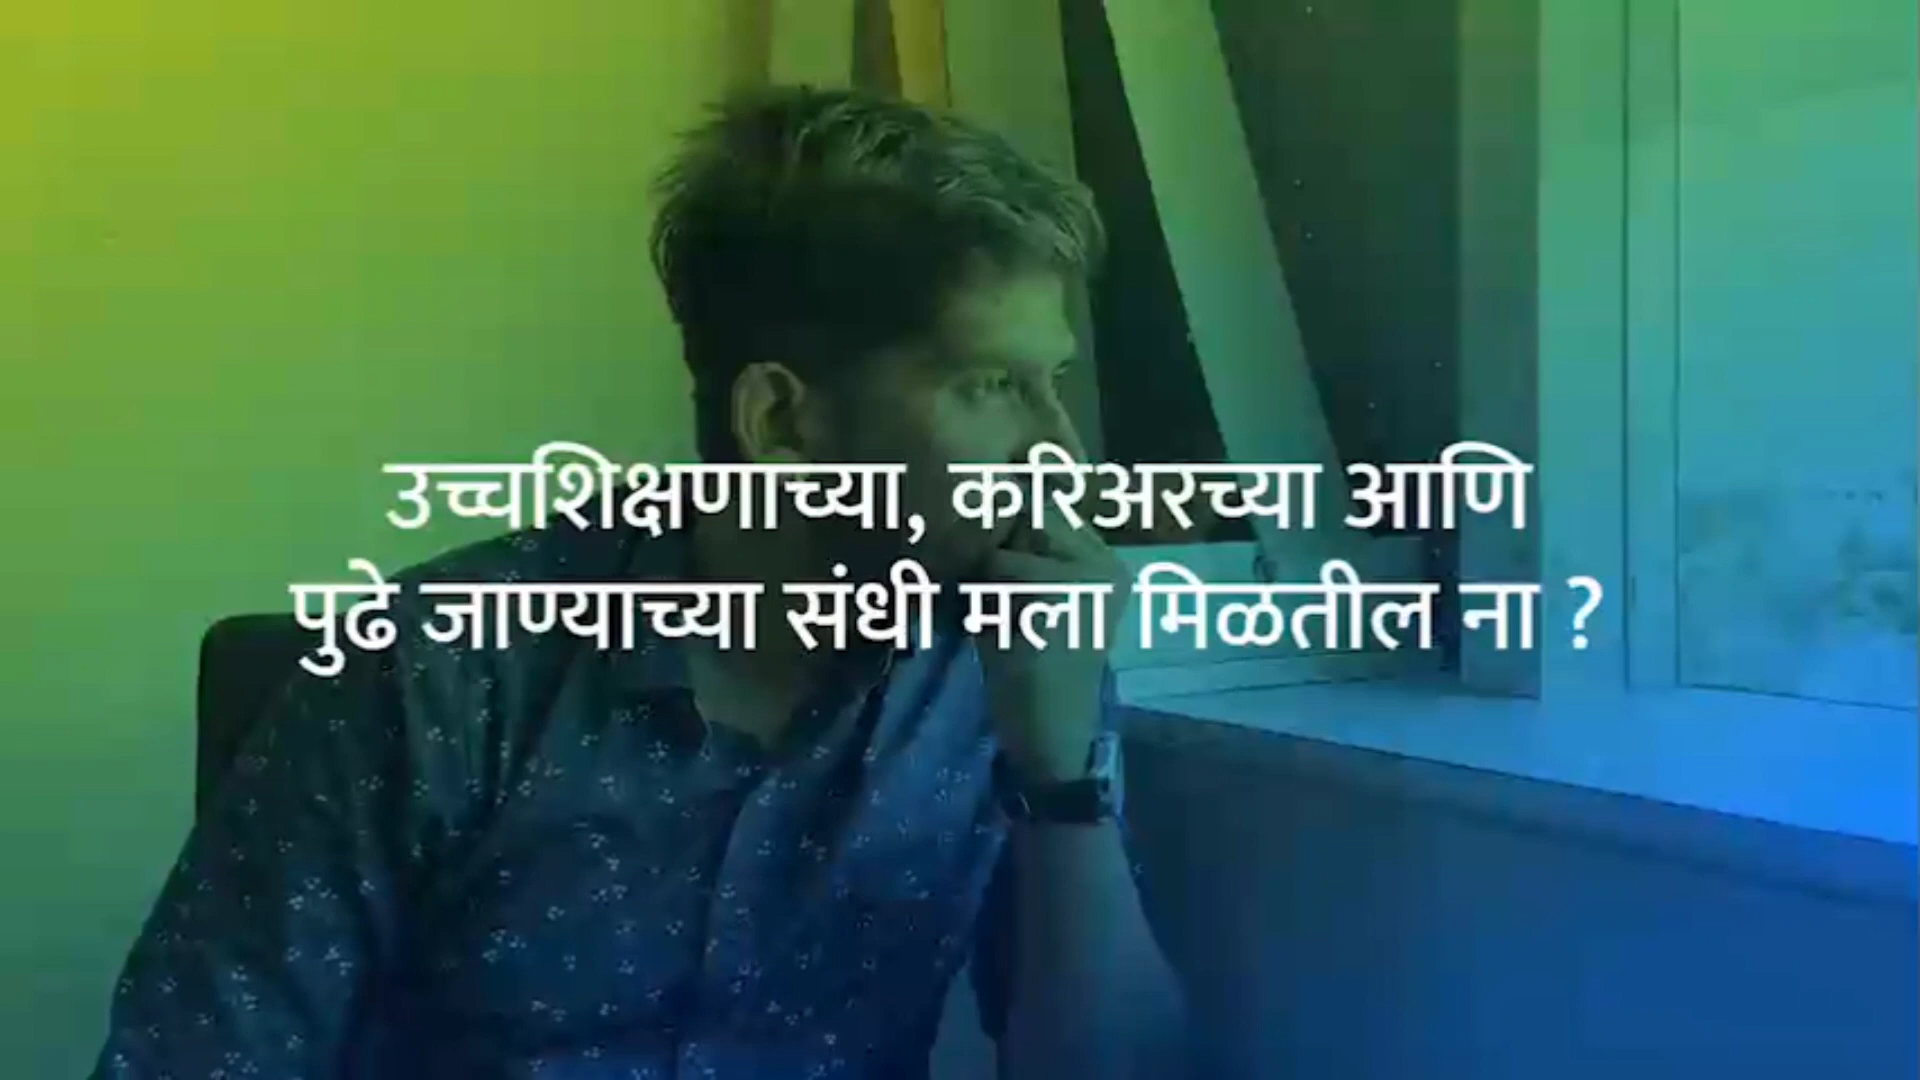 उच्चशिक्षणाच्या, करिअरच्या आणि
पुढे जाण्याच्या संधी मला मिळतील ना ?